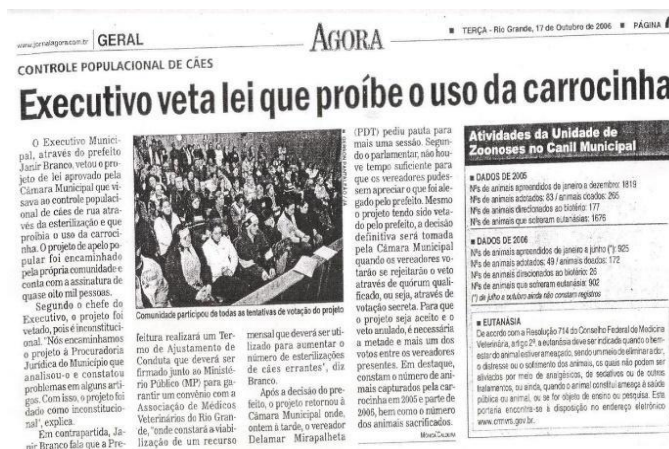 www.jornalagora.com.br
GERAL
AGORA
■ TERÇA - Rio Grande, 17 de Outubro de 2006 ■ PÁGINA
CONTROLE POPULACIONAL DE CÃES
Executivo veta lei que proíbe o uso da carrocinha
O Executivo Munici-
pal, através do prefeito
Janir Branco, vetou o pro-
jeto de lei aprovado pela
Câmara Municipal que vi-
sava ao controle populaci-
onal de cães de rua através
da esterilização e que
proibia o uso da carroci-
nha. O projeto de apelo po-
pular foi encaminhado
pela própria comunidade e
conta com a assinatura de
quase oito mil pessoas.
Segundo o chefe do
Executivo, o projeto foi
vetado, pois é inconstituci-
onal. "Nós encaminhamos
o projeto à Procuradoria
Jurídica do Município que
analisou-o e constatou
problemas em alguns arti-
gos. Com isso, o projeto foi
dado como inconstitucio-
nal", explica.
Em contrapartida, Ja-
nir Branco fala que a Pre-
Comunidade participou de todas as tentativas de votação do projeto
feitura realizará um Ter-
mo de Ajustamento de
Conduta que deverá ser
firmado junto ao Ministé-
rio Público (MP) para ga-
rantir um convênio com a
Associação de Médicos
Veterinários do Rio Gran-
de, "onde constará a viabi-
lização de um recurso
mensal que deverá ser uti-
lizado para aumentar o
número de esterilizações
de cães errantes", diz
Branco.
Após a decisão do pre-
feito, o projeto retornou à
Câmara Municipal onde,
ontem à tarde, o vereador
Delamar Mirapalheta
(PDT) pediu pauta para
mais uma sessão. Segun-
do o parlamentar, não hou-
ve tempo suficiente para
que os vereadores pudes-
sem apreciar o que foi ale-
gado pelo prefeito. Mesmo
o projeto tendo sido veta-
do pelo prefeito, a decisão
definitiva será tomada
pela Câmara Municipal
quando os vereadores vo-
tarão se rejeitarão o veto
através de quórum qualifi-
cado, ou seja, através de
votação secreta. Para que
o projeto seja aceito e o
veto anulado, é necessária
a metade e mais um dos
votos entre os vereadores
presentes. Em destaque,
constam o número de ani-
mais capturados pela car-
rocinha em 2005 e parte de
2006, bem como o número
dos animais sacrificados.
Atividades da Unidade de
Zoonoses no Canil Municipal
■ DADOS DE 2005
Nºs de animais apreendidos de janeiro a dezembro: 1819
Nºs de animais adotados: 83 / animais doados: 265
Nºs de animais direcionados ao biotério: 177
Nºs de animais que sofreram eutanásias: 1676
■ DADOS DE 2006
Nºs de animais apreendidos de janeiro a junho (*): 925
Nºs de animais adotados: 49 / animais doados: 172
Nºs de animais direcionados ao biotério: 26
Nºs de animais que sofreram eutanásias: 902
(*) de julho a outubro ainda não constam registros
■ EUTANÁSIA
De acordo com a Resolução 714 do Conselho Federal de Medicina
Veterinária, artigo 2º, a eutanásia deve ser indicada quando o bem-
estar do animal estiver ameaçado, sendo um meio de eliminar a dor,
o distresse ou o sofrimento dos animais, os quais não podem ser
aliviados por meio de analgésicos, de sedativos ou de outros
tratamentos, ou ainda, quando o animal constitui ameaça à saúde
pública ou animal, ou se for objeto de ensino ou pesquisa. Esta
portaria encontra-se à disposição no endereço eletrônico
www.crmvrs.gov.br.